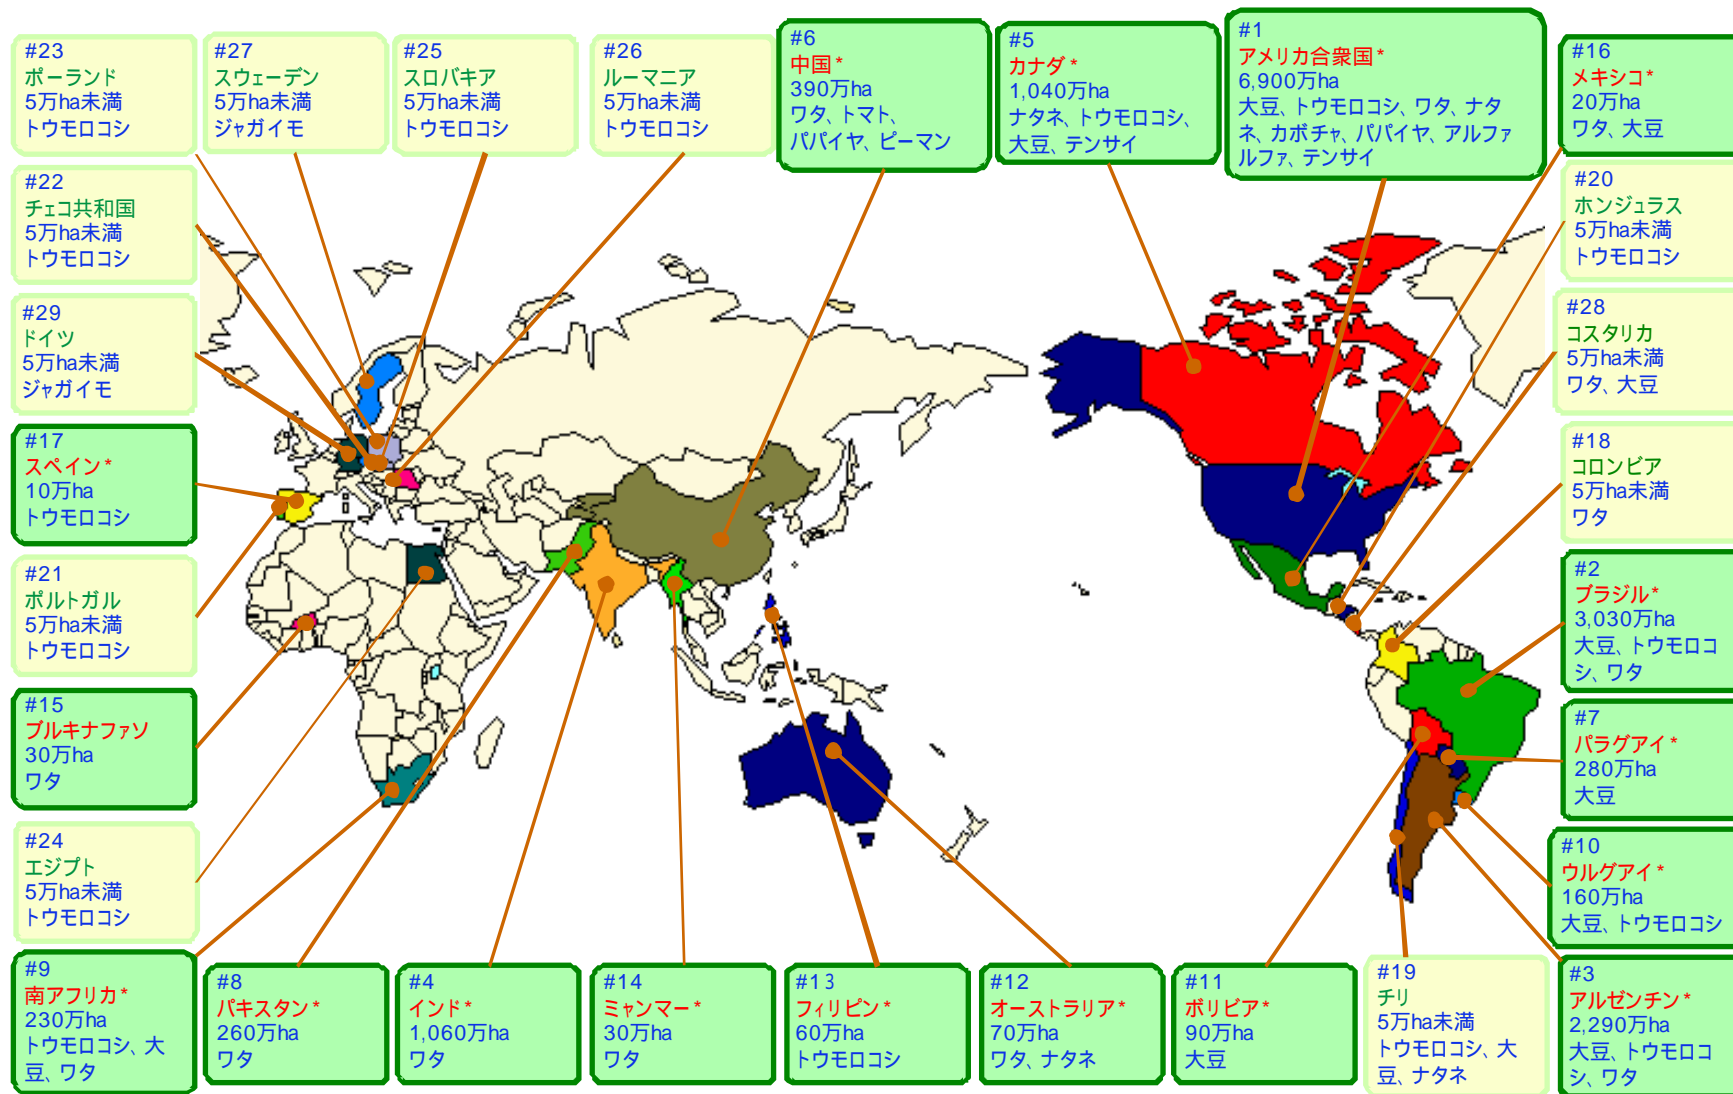 #23
ポーランド
5万ha未満
トウモロコシ
#27
スウェーデン
5万ha未満
ジャガイモ
#25
スロバキア
5万ha未満
トウモロコシ
#26
ルーマニア
5万ha未満
トウモロコシ
#6
中国*
390万ha
ワタ、トマト、
パパイヤ、ピーマン
#5
カナダ*
1,040万ha
ナタネ、トウモロコシ、
大豆、テンサイ
#1
アメリカ合衆国*
6,900万ha
大豆、トウモロコシ、ワタ、ナタ
ネ、カボチャ、パパイヤ、アルファ
ルファ、テンサイ
#16
メキシコ*
20万ha
ワタ、大豆
#22
チェコ共和国
5万ha未満
トウモロコシ
#20
ホンジュラス
5万ha未満
トウモロコシ
#29
ドイツ
5万ha未満
ジャガイモ
#28
コスタリカ
5万ha未満
ワタ、大豆
#17
スペイン*
10万ha
トウモロコシ
#18
コロンビア
5万ha未満
ワタ
#21
ポルトガル
5万ha未満
トウモロコシ
#2
ブラジル*
3,030万ha
大豆、トウモロコ
シ、ワタ
#15
ブルキナファソ
30万ha
ワタ
#7
パラグアイ*
280万ha
大豆
#24
エジプト
5万ha未満
トウモロコシ
#10
ウルグアイ*
160万ha
大豆、トウモロコシ
#9
南アフリカ*
230万ha
トウモロコシ、大
豆、ワタ
#8
パキスタン*
260万ha
ワタ
#4
インド*
1,060万ha
ワタ
#14
ミャンマー*
30万ha
ワタ
#13
フィリピン*
60万ha
トウモロコシ
#12
オーストラリア*
70万ha
ワタ、ナタネ
#11
ボリビア*
90万ha
大豆
#19
チリ
5万ha未満
トウモロコシ、大
豆、ナタネ
#3
アルゼンチン*
2,290万ha
大豆、トウモロコ
シ、ワタ